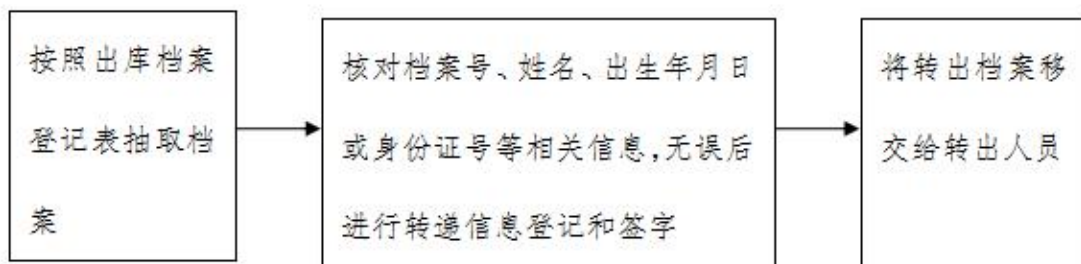 按照出库档案
登记表抽取档
案
核对档案号、姓名、出生年月日
或身份证号等相关信息,无误后
进行转递信息登记和签字
将转出档案移
交给转出人员